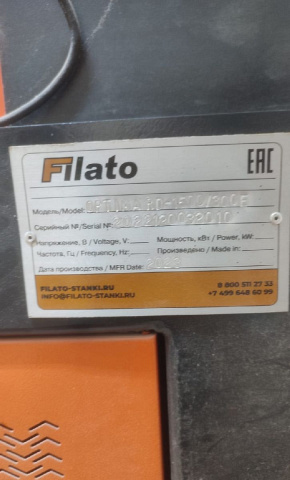 Filato
EAC
Модель/Model:
Серийный №/Serial №:
Напряжение, В / Voltage, V: Мощность, кВт / Power, kW:
Частота, Гц / Frequency, Hz: Произведено / Made in:
Дата производства / MFR Date:
FILATO-STANKI.RU 8 800 511 27 33
INFO@FILATO-STANKI.RU +7 499 648 60 99